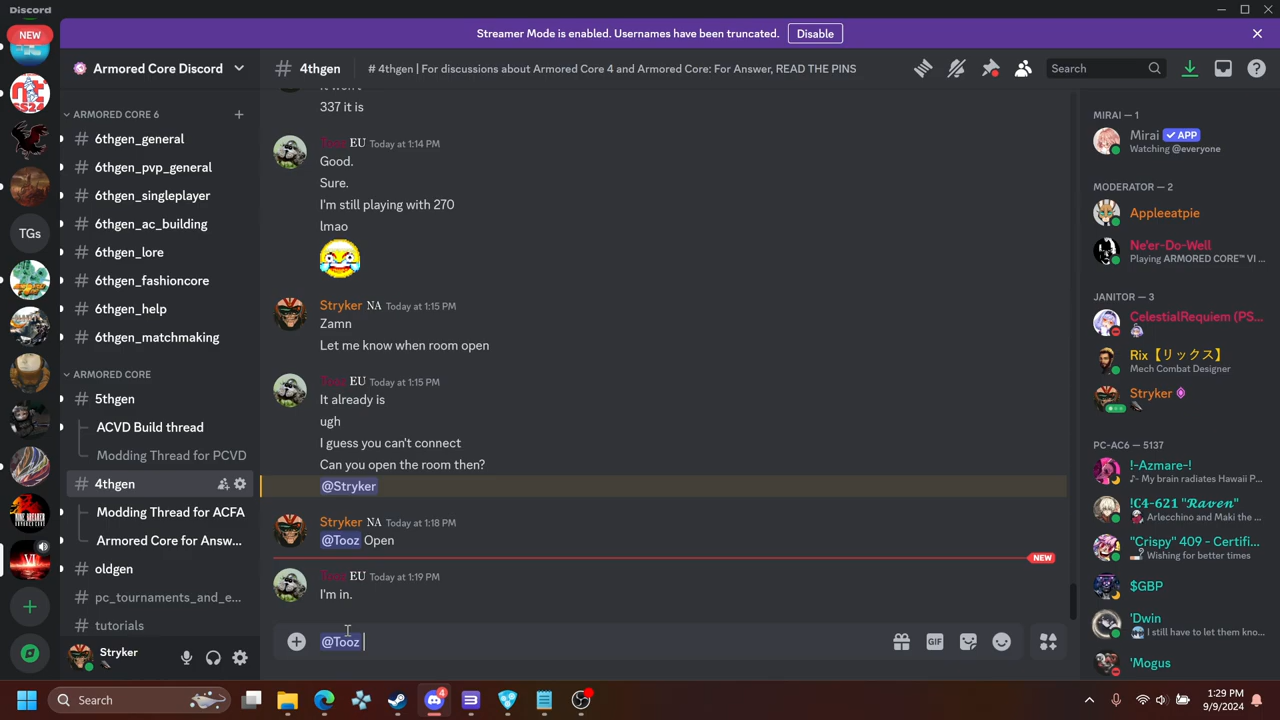 Discord
Streamer Mode is enabled. Usernames have been truncated.
Disable
NEW
TGs
VI
Armored Core Discord
ARMORED CORE 6
6thgen_general
6thgen_pvp_general
6thgen_singleplayer
6thgen_ac_building
6thgen_lore
6thgen_fashioncore
6thgen_help
6thgen_matchmaking
ARMORED CORE
5thgen
ACVD Build thread
Modding Thread for PCVD
4thgen
Modding Thread for ACFA
Armored Core for Answ...
oldgen
pc_tournaments_and_e...
tutorials
Stryker
# 4thgen
# 4thgen | For discussions about Armored Core 4 and Armored Core: For Answer, READ THE PINS
Search
337 it is
Tooz EU Today at 1:14 PM
Good.
Sure.
I'm still playing with 270
lmao
Stryker NA Today at 1:15 PM
Zamn
Let me know when room open
Tooz EU Today at 1:15 PM
It already is
ugh
I guess you can't connect
Can you open the room then?
@Stryker
Stryker NA Today at 1:18 PM
@Tooz Open
NEW
Tooz EU Today at 1:19 PM
I'm in.
@Tooz
GIF
MIRAI — 1
Mirai ✓ APP
Watching @everyone
MODERATOR — 2
Appleeatpie
Ne'er-Do-Well
Playing ARMORED CORE™ VI ...
JANITOR — 3
CelestialRequiem (PS...
Rix【リックス】
Mech Combat Designer
Stryker
PC-AC6 — 5137
!-Azmare-!
♪- My brain radiates Hawaii P...
!C4-621 "Raven"
Arlecchino and Maki the ...
"Crispy" 409 - Certifi...
Wishing for better times
$GBP
'Dwin
I still have to let them kno...
'Mogus
Search
4
1:29 PM
9/9/2024